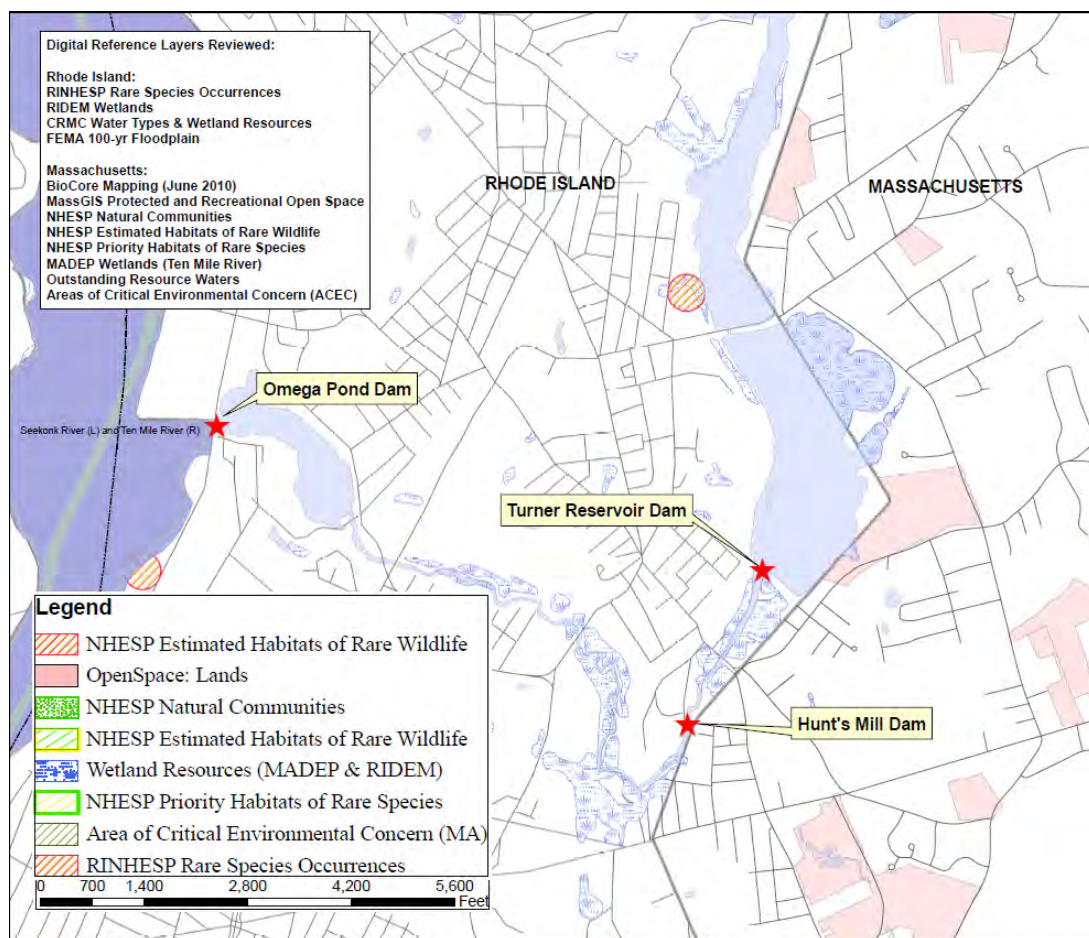 Digital Reference Layers Reviewed:
Rhode Island:
RINHESP Rare Species Occurrences
RIDEM Wetlands
CRMC Water Types & Wetland Resources
FEMA 100-yr Floodplain
Massachusetts:
BioCore Mapping (June 2010)
MassGIS Protected and Recreational Open Space
NHESP Natural Communities
NHESP Estimated Habitats of Rare Wildlife
NHESP Priority Habitats of Rare Species
MADEP Wetlands (Ten Mile River)
Outstanding Resource Waters
Areas of Critical Environmental Concern (ACEC)
RHODE ISLAND
MASSACHUSETTS
Omega Pond Dam
Seekonk River (L) and Ten Mile River (R)
Turner Reservoir Dam
Hunt's Mill Dam
Legend
NHESP Estimated Habitats of Rare Wildlife
OpenSpace: Lands
NHESP Natural Communities
NHESP Estimated Habitats of Rare Wildlife
Wetland Resources (MADEP & RIDEM)
NHESP Priority Habitats of Rare Species
Area of Critical Environmental Concern (MA)
RINHESP Rare Species Occurrences
0 700 1,400 2,800 4,200 5,600
Feet